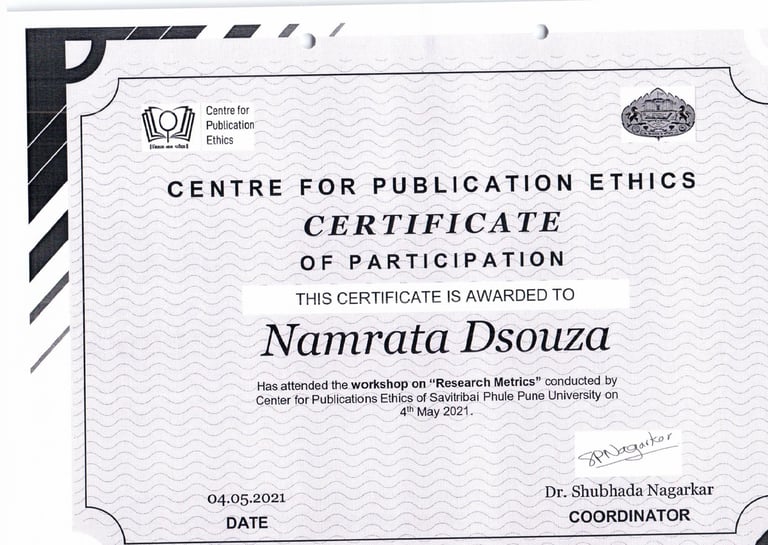 Centre for
Publication
Ethics
CENTRE FOR PUBLICATION ETHICS
CERTIFICATE
OF PARTICIPATION
THIS CERTIFICATE IS AWARDED TO
Namrata Dsouza
Has attended the workshop on “Research Metrics” conducted by
Center for Publications Ethics of Savitribai Phule Pune University on
4th May 2021.
SPNagarkar
04.05.2021
DATE
Dr. Shubhada Nagarkar
COORDINATOR